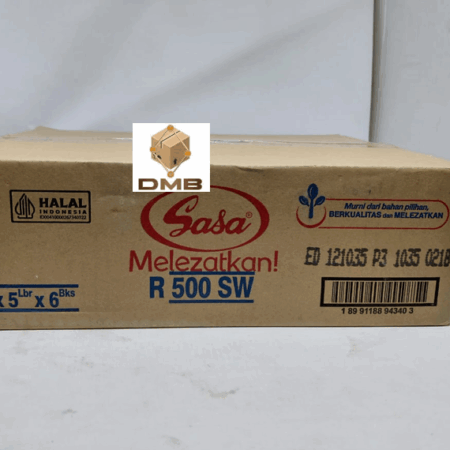 DMB
HALAL
INDONESIA
Sasa®
Melezatkan!
R 500 SW
x 5 Lbr x 6 Bks
Murni dari bahan pilihan,
BERKUALITAS dan MELEZATKAN
ED 121035 P3 1035 0218
1 89 91188 94340 3